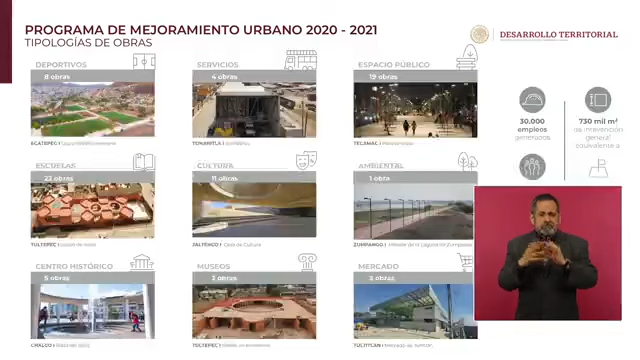 PROGRAMA DE MEJORAMIENTO URBANO 2020 - 2021
TIPOLOGÍAS DE OBRAS
DESARROLLO TERRITORIAL
DEPORTIVOS
8 obras
ECATEPEC |
SERVICIOS
4 obras
TONANITLA |
ESPACIO PÚBLICO
19 obras
TECÁMAC |
30,000
empleos
generados
730 mil m²
de intervención
general
equivalente a
ESCUELAS
22 obras
TULTEPEC |
CULTURA
11 obras
JALTENCO | Casa de Cultura
AMBIENTAL
1 obra
ZUMPANGO |
CENTRO HISTÓRICO
5 obras
CHALCO |
MUSEOS
TULTEPEC |
MERCADO
3 obras
TULTITLÁN |